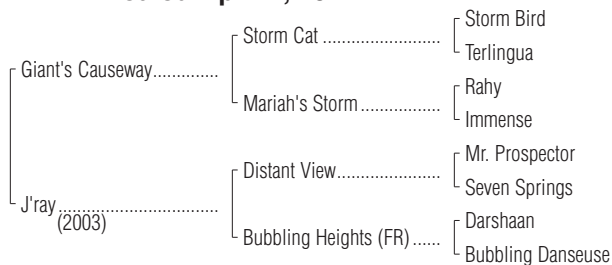 Storm Bird
Storm Cat ........................
Terlingua
Giant's Causeway..............
Rahy
Mariah's Storm ..................
Immense
Mr. Prospector
Distant View.......................
Seven Springs
J'ray..................................
(2003)
Darshaan
Bubbling Heights (FR) ......
Bubbling Danseuse